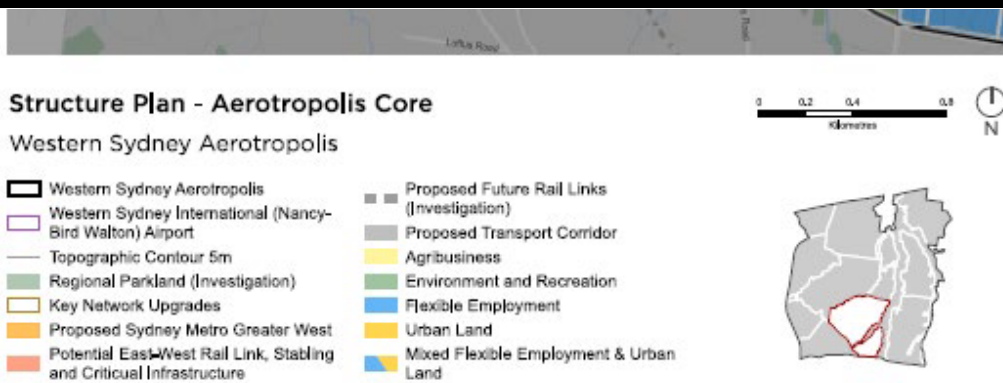 Loftus Road
Road
Structure Plan - Aerotropolis Core
Western Sydney Aerotropolis
0 0.2 0.4 0.8
Kilometres
N
Western Sydney Aerotropolis
Western Sydney International (Nancy-
Bird Walton) Airport
Topographic Contour 5m
Regional Parkland (Investigation)
Key Network Upgrades
Proposed Sydney Metro Greater West
Potential East-West Rail Link, Stabling
and Criticual Infrastructure
Proposed Future Rail Links
(Investigation)
Proposed Transport Corridor
Agribusiness
Environment and Recreation
Flexible Employment
Urban Land
Mixed Flexible Employment & Urban
Land